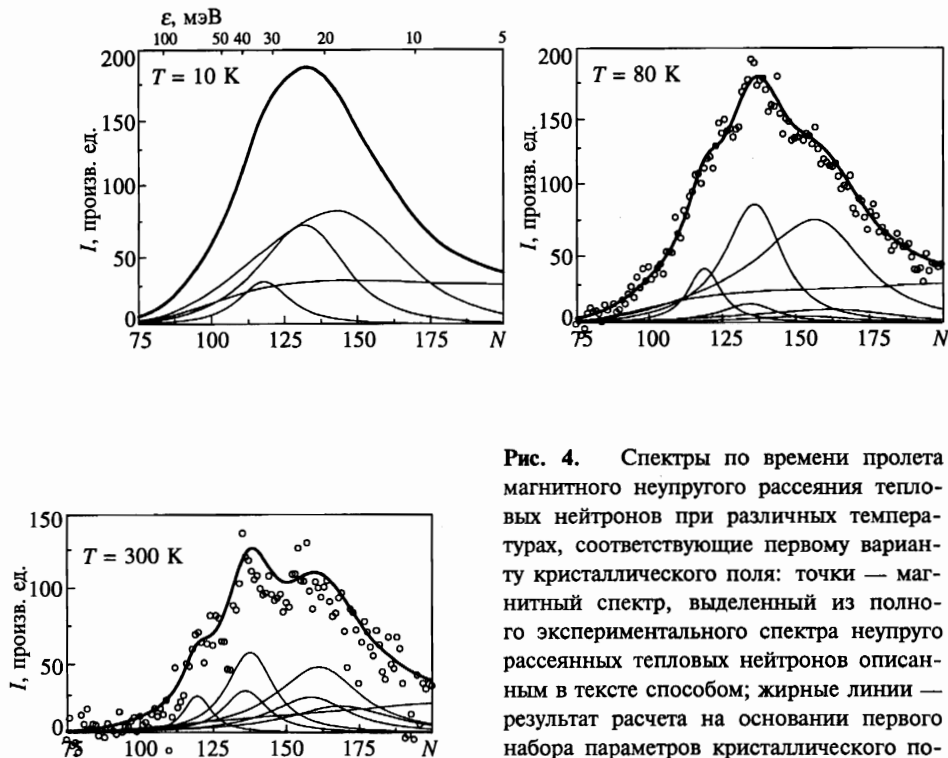 ε, мэВ
100 50 40 30 20 10 5
200
T = 10 K
150
100
50
0
I, произв. ед.
75 100 125 150 175 N
200
T = 80 K
150
100
50
0
I, произв. ед.
75 100 125 150 175 N
150
T = 300 K
100
50
0
I, произв. ед.
75 100 125 150 175 N
Рис. 4. Спектры по времени пролета
магнитного неупругого рассеяния тепло-
вых нейтронов при различных темпера-
турах, соответствующие первому вариан-
ту кристаллического поля: точки — маг-
нитный спектр, выделенный из полно-
го экспериментального спектра неупруго
рассеянных тепловых нейтронов описан-
ным в тексте способом; жирные линии —
результат расчета на основании первого
набора параметров кристаллического по-